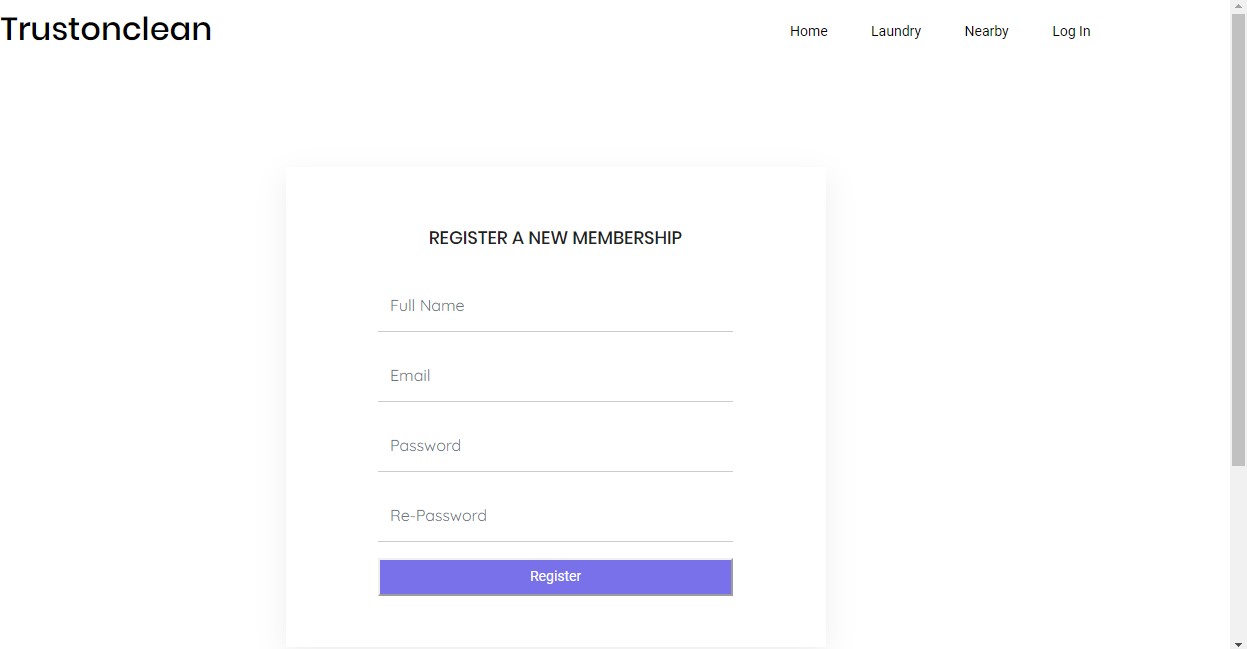 Trustonclean
Home Laundry Nearby Log In
REGISTER A NEW MEMBERSHIP
Full Name
Email
Password
Re-Password
Register